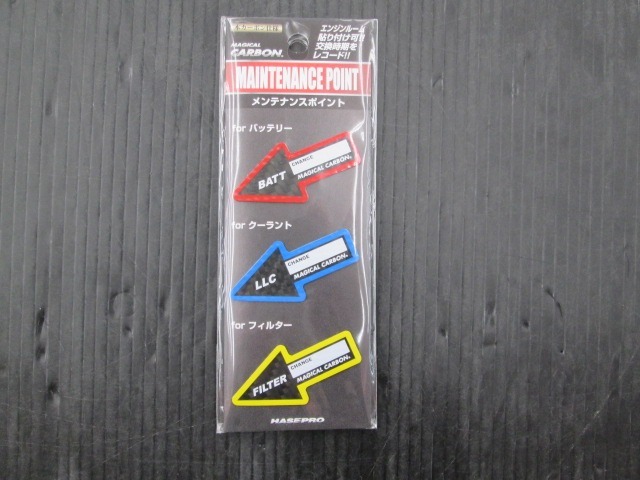 MAGICAL
CARBON.
エンジンルーム
貼り付け可!!
交換時期を
レコード!!
MAINTENANCE POINT
メンテナンスポイント
for バッテリー
BATT
CHANGE
MAGICAL CARBON.
for クーラント
LLC
CHANGE
MAGICAL CARBON.
for フィルター
FILTER
CHANGE
MAGICAL CARBON.
HASEPRO